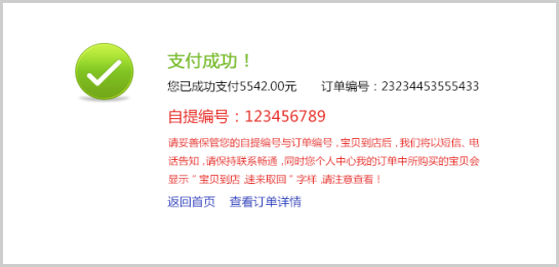 支付成功！
您已成功支付5542.00元 订单编号：23234453555433
自提编号：123456789
请妥善保管您的自提编号与订单编号，宝贝到店后，我们将以短信、电
话告知，请保持联系畅通，同时您个人中心我的订单中所购买的宝贝会
显示“宝贝到店，速来取回”字样，请注意查看！
返回首页 查看订单详情